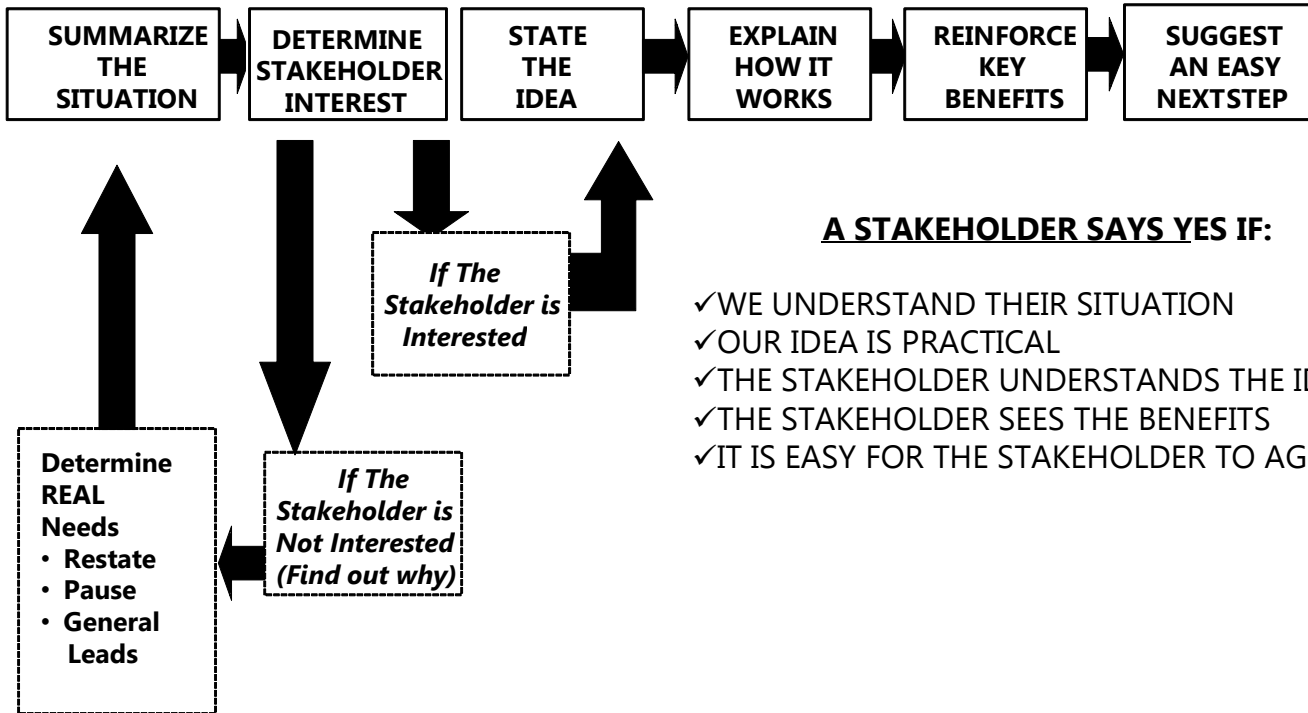 SUMMARIZE
THE
SITUATION
DETERMINE
STAKEHOLDER
INTEREST
STATE
THE
IDEA
EXPLAIN
HOW IT
WORKS
REINFORCE
KEY
BENEFITS
SUGGEST
AN EASY
NEXTSTEP
If The
Stakeholder is
Interested
A STAKEHOLDER SAYS YES IF:
✓WE UNDERSTAND THEIR SITUATION
✓OUR IDEA IS PRACTICAL
✓THE STAKEHOLDER UNDERSTANDS THE
✓THE STAKEHOLDER SEES THE BENEFITS
✓IT IS EASY FOR THE STAKEHOLDER TO
If The
Stakeholder is
Not Interested
(Find out why)
Determine
REAL
Needs
• Restate
• Pause
• General
Leads